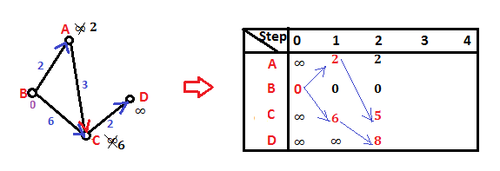 A ∞ 2
2
3
B
0
6
D
∞
2
C ∞ 6
Step 0 1 2 3 4
A ∞ 2 2
B 0 0 0
C ∞ 6 5
D ∞ ∞ 8